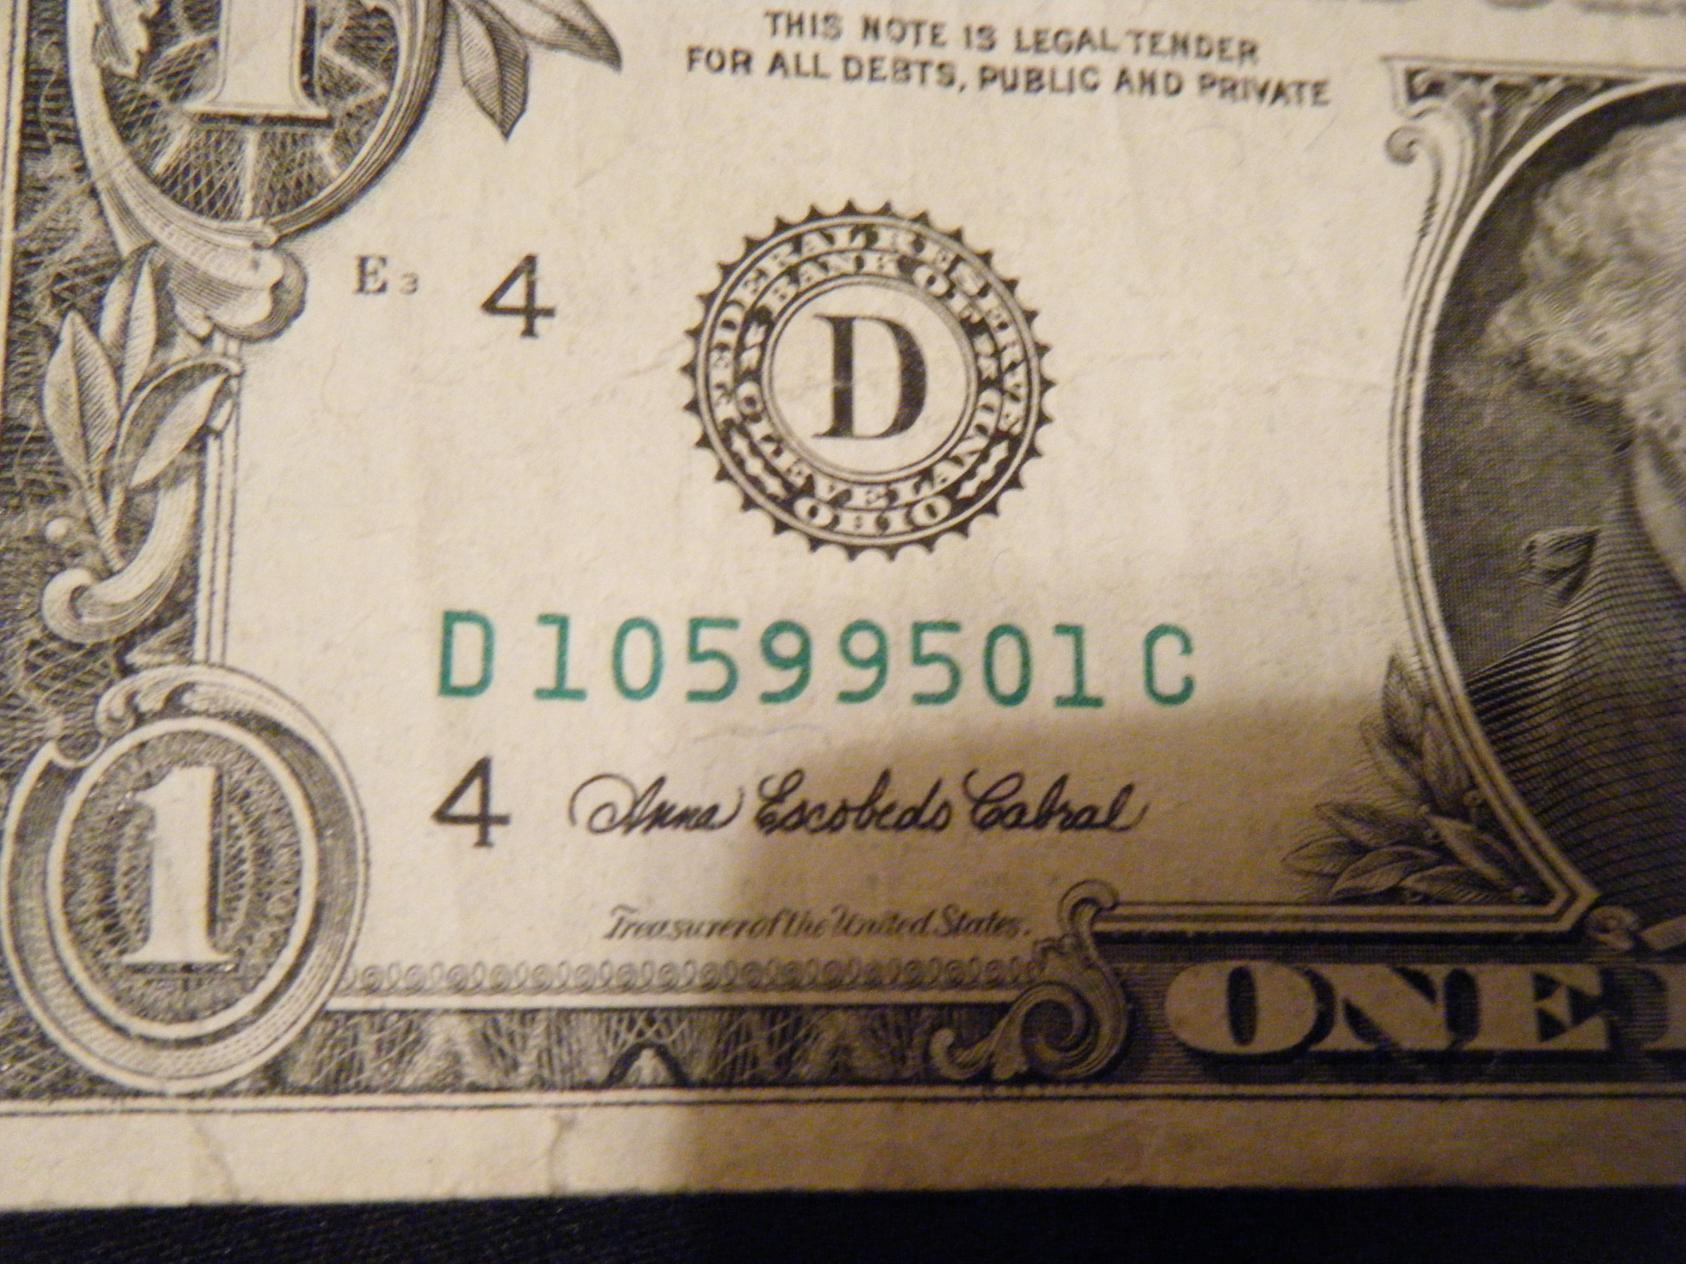 1
THIS NOTE IS LEGAL TENDER
FOR ALL DEBTS, PUBLIC AND PRIVATE
E3 4
FEDERAL RESERVE
BANK OF
D
CLEVELAND
OHIO
D 10599501 C
4 Anna Escobedo Cabral
Treasurer of the United States.
1
ONE